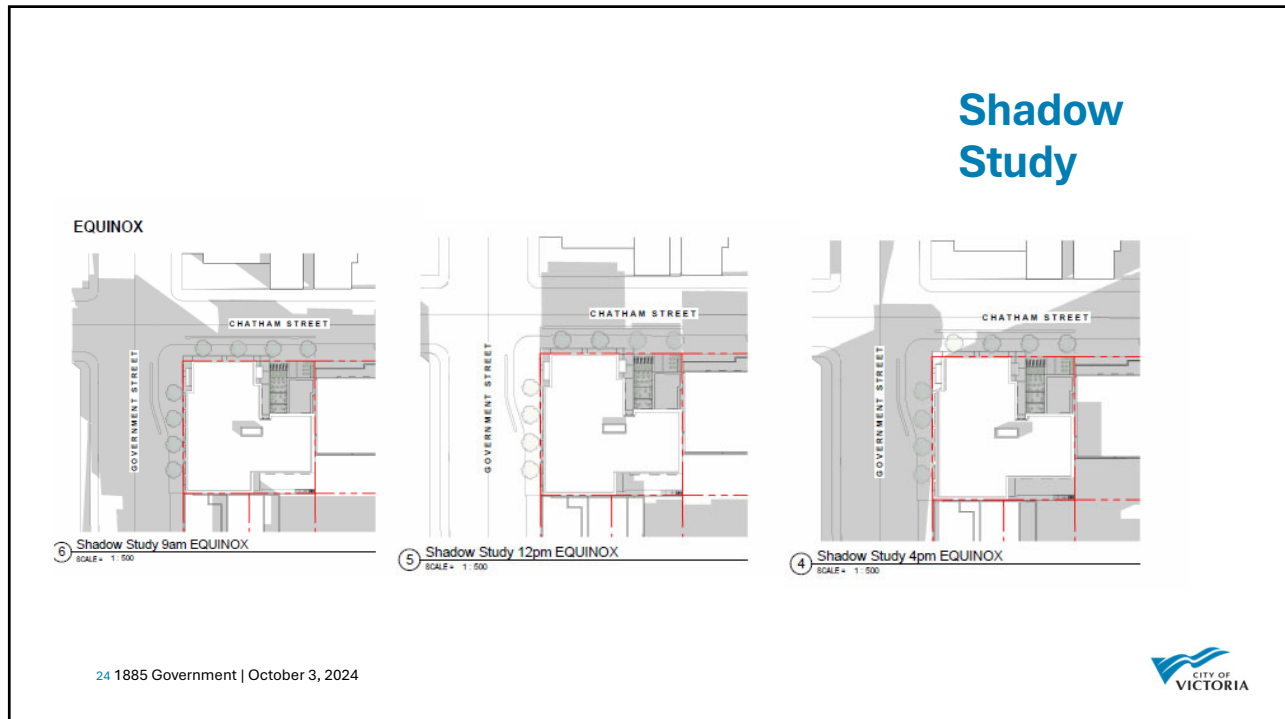 Shadow
Study
EQUINOX
CHATHAM STREET
GOVERNMENT STREET
6 Shadow Study 9am EQUINOX
SCALE = 1 : 500
CHATHAM STREET
GOVERNMENT STREET
5 Shadow Study 12pm EQUINOX
SCALE = 1 : 500
CHATHAM STREET
GOVERNMENT STREET
4 Shadow Study 4pm EQUINOX
SCALE = 1 : 500
24 1885 Government | October 3, 2024
CITY OF
VICTORIA